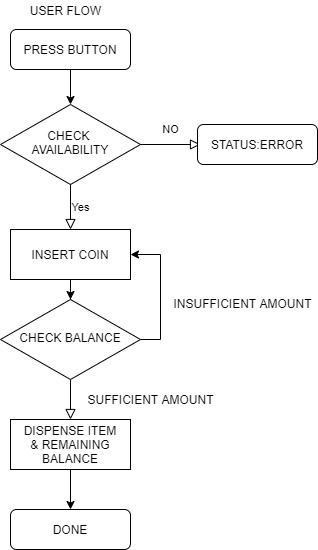 USER FLOW
PRESS BUTTON
CHECK
AVAILABILITY
NO
STATUS:ERROR
Yes
INSERT COIN
INSUFFICIENT AMOUNT
CHECK BALANCE
SUFFICIENT AMOUNT
DISPENSE ITEM
& REMAINING
BALANCE
DONE